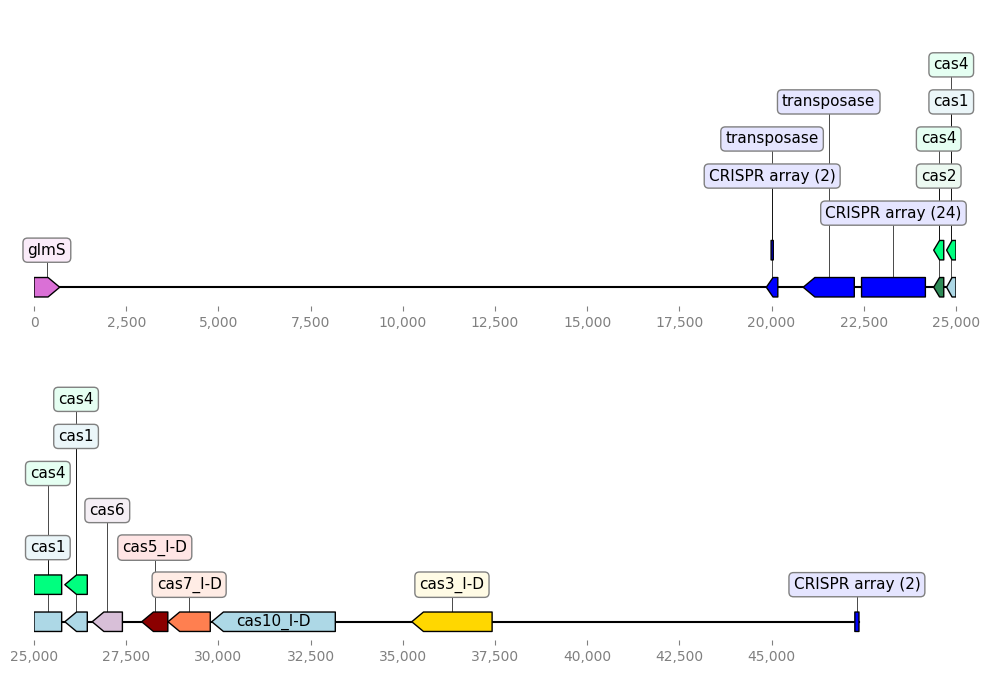 cas4
transposase
cas1
transposase
cas4
CRISPR array (2)
cas2
CRISPR array (24)
glmS
0
2,500
5,000
7,500
10,000
12,500
15,000
17,500
20,000
22,500
25,000
cas4
cas1
cas4
cas6
cas1
cas5_I-D
cas7_I-D
cas3_I-D
CRISPR array (2)
cas10_I-D
25,000
27,500
30,000
32,500
35,000
37,500
40,000
42,500
45,000